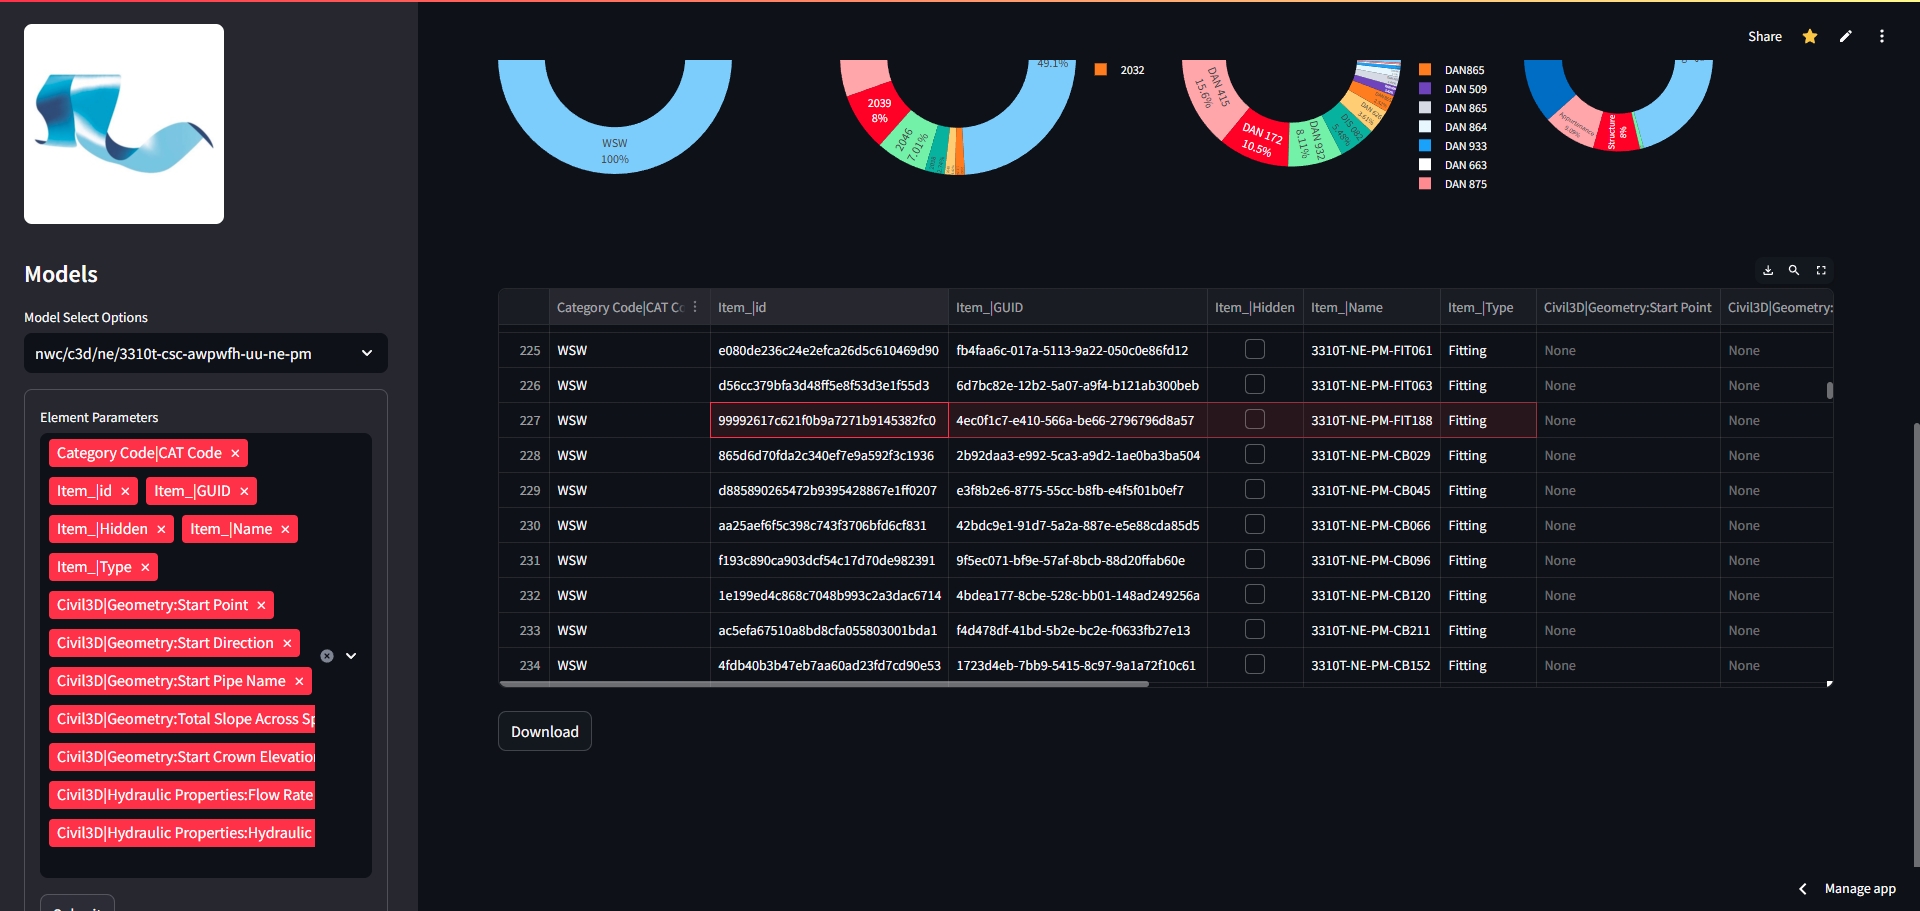 Share
Models
Model Select Options
nwc/c3d/ne/3310t-csc-awpwfh-uu-ne-pm
Element Parameters
Category Code|CAT Code
Item_|id Item_|GUID
Item_|Hidden Item_|Name
Item_|Type
Civil3D|Geometry:Start Point
Civil3D|Geometry:Start Direction
Civil3D|Geometry:Start Pipe Name
Civil3D|Geometry:Total Slope Across Sp
Civil3D|Geometry:Start Crown Elevation
Civil3D|Hydraulic Properties:Flow Rate
Civil3D|Hydraulic Properties:Hydraulic
WSW
100%
49.1%
2039
8%
2046
7.01%
2032
DAN 415
15.6%
DAN 172
10.5%
DAN 932
8.11%
DIS 082
5.48%
DAN 626
3.61%
DAN865
DAN 509
DAN 865
DAN 864
DAN 933
DAN 663
DAN 875
Appurtenance
5.09%
Structure
8%
Category Code|CAT Co Item_|id Item_|GUID Item_|Hidden Item_|Name Item_|Type Civil3D|Geometry:Start Point Civil3D|Geometry:
225 WSW e080de236c24e2efca26d5c610469d90 fb4faa6c-017a-5113-9a22-050c0e86fd12 3310T-NE-PM-FIT061 Fitting None None
226 WSW d56cc379bfa3d48ff5e8f53d3e1f55d3 6d7bc82e-12b2-5a07-a9f4-b121ab300beb 3310T-NE-PM-FIT063 Fitting None None
227 WSW 99992617c621f0b9a7271b9145382fc0 4ec0f1c7-e410-566a-be66-2796796d8a57 3310T-NE-PM-FIT188 Fitting None None
228 WSW 865d6d70fda2c340ef7e9a592f3c1936 2b92daa3-e992-5ca3-a9d2-1ae0ba3ba504 3310T-NE-PM-CB029 Fitting None None
229 WSW d885890265472b9395428867e1ff0207 e3f8b2e6-8775-55cc-b8fb-e4f5f01b0ef7 3310T-NE-PM-CB045 Fitting None None
230 WSW aa25aef6f5c398c743f3706bfd6cf831 42bdc9e1-91d7-5a2a-887e-e5e88cda85d5 3310T-NE-PM-CB066 Fitting None None
231 WSW f193c890ca903dcf54c17d70de982391 9f5ec071-bf9e-57af-8bcb-88d20ffab60e 3310T-NE-PM-CB096 Fitting None None
232 WSW 1e199ed4c868c7048b993c2a3dac6714 4bdea177-8cbe-528c-bb01-148ad249256a 3310T-NE-PM-CB120 Fitting None None
233 WSW ac5efa67510a8bd8cfa055803001bda1 f4d478df-41bd-5b2e-bc2e-f0633fb27e13 3310T-NE-PM-CB211 Fitting None None
234 WSW 4fdb40b3b47eb7aa60ad23fd7cd90e53 1723d4eb-7bb9-5415-8c97-9a1a72f10c61 3310T-NE-PM-CB152 Fitting None None
Download
Manage app